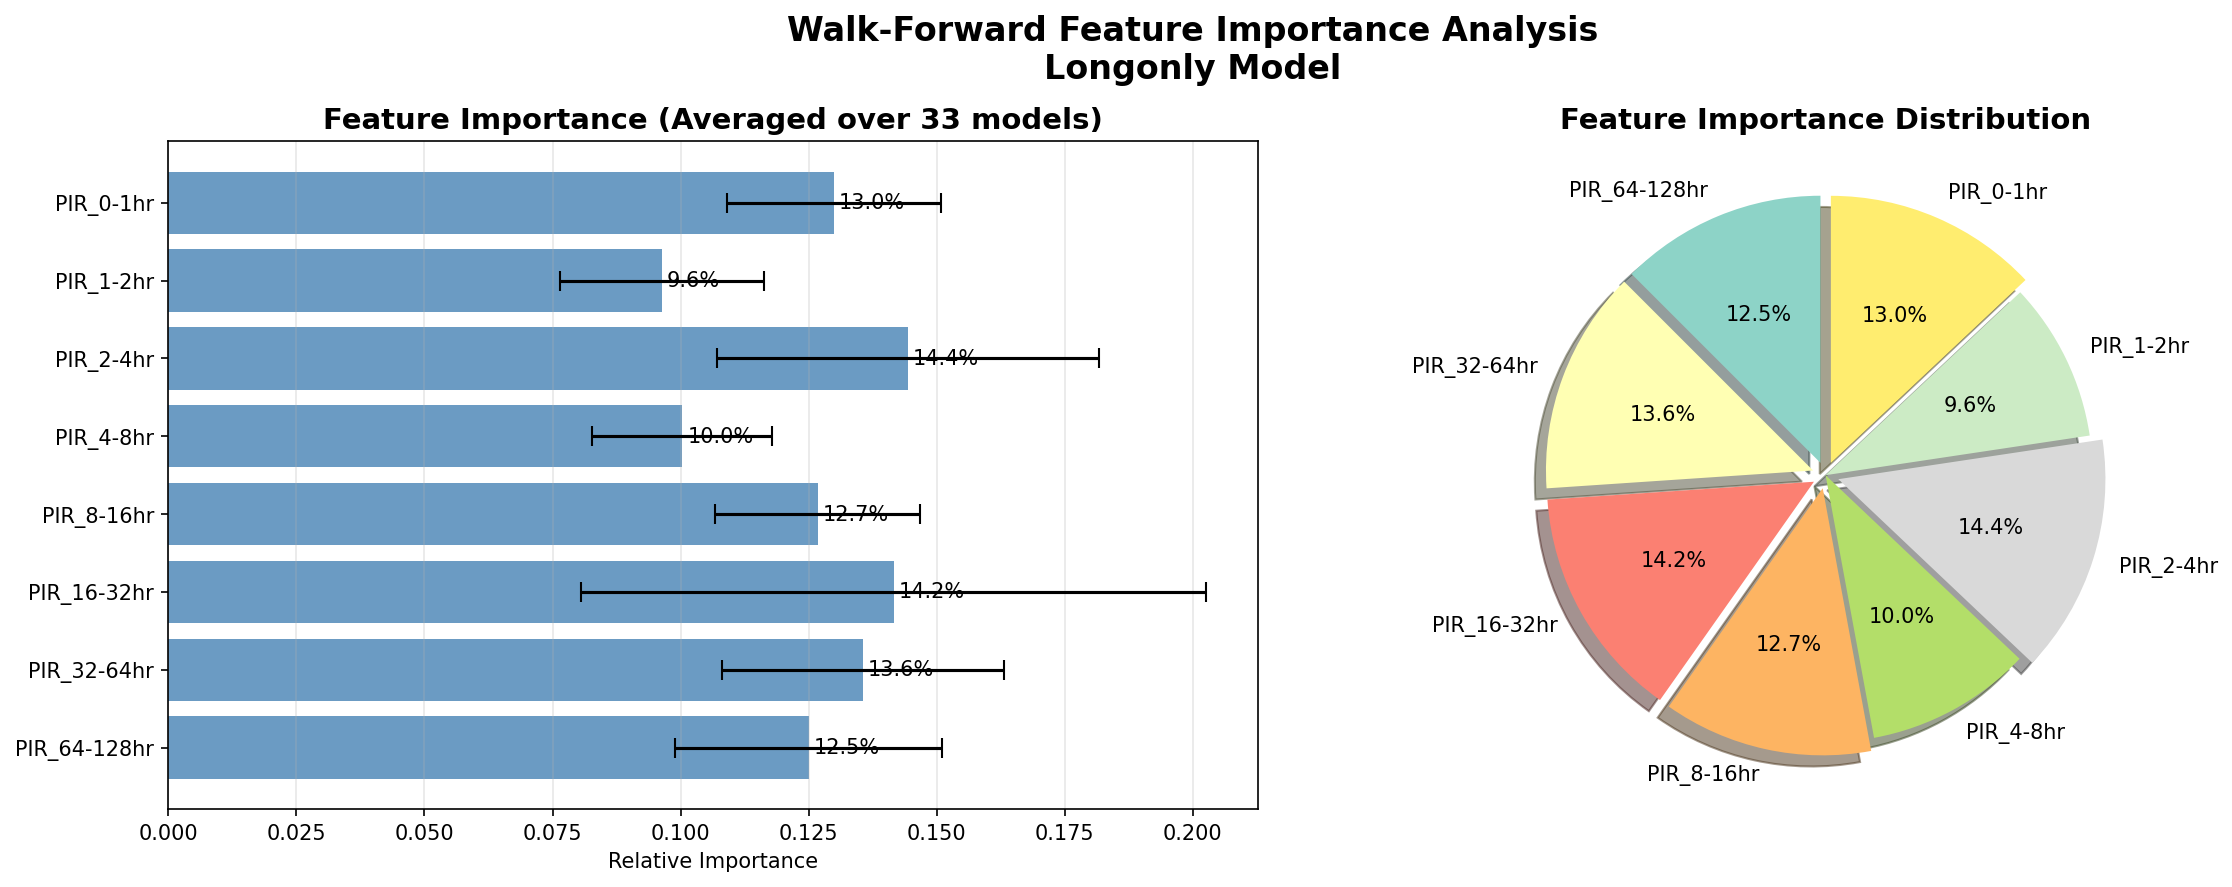 Walk-Forward Feature Importance Analysis
Longonly Model
Feature Importance (Averaged over 33 models)
PIR_0-1hr
13.0%
PIR_1-2hr
9.6%
PIR_2-4hr
14.4%
PIR_4-8hr
10.0%
PIR_8-16hr
12.7%
PIR_16-32hr
14.2%
PIR_32-64hr
13.6%
PIR_64-128hr
12.5%
0.000 0.025 0.050 0.075 0.100 0.125 0.150 0.175 0.200
Relative Importance
Feature Importance Distribution
PIR_64-128hr
12.5%
PIR_32-64hr
13.6%
PIR_16-32hr
14.2%
PIR_8-16hr
12.7%
PIR_4-8hr
10.0%
PIR_2-4hr
14.4%
PIR_1-2hr
9.6%
PIR_0-1hr
13.0%